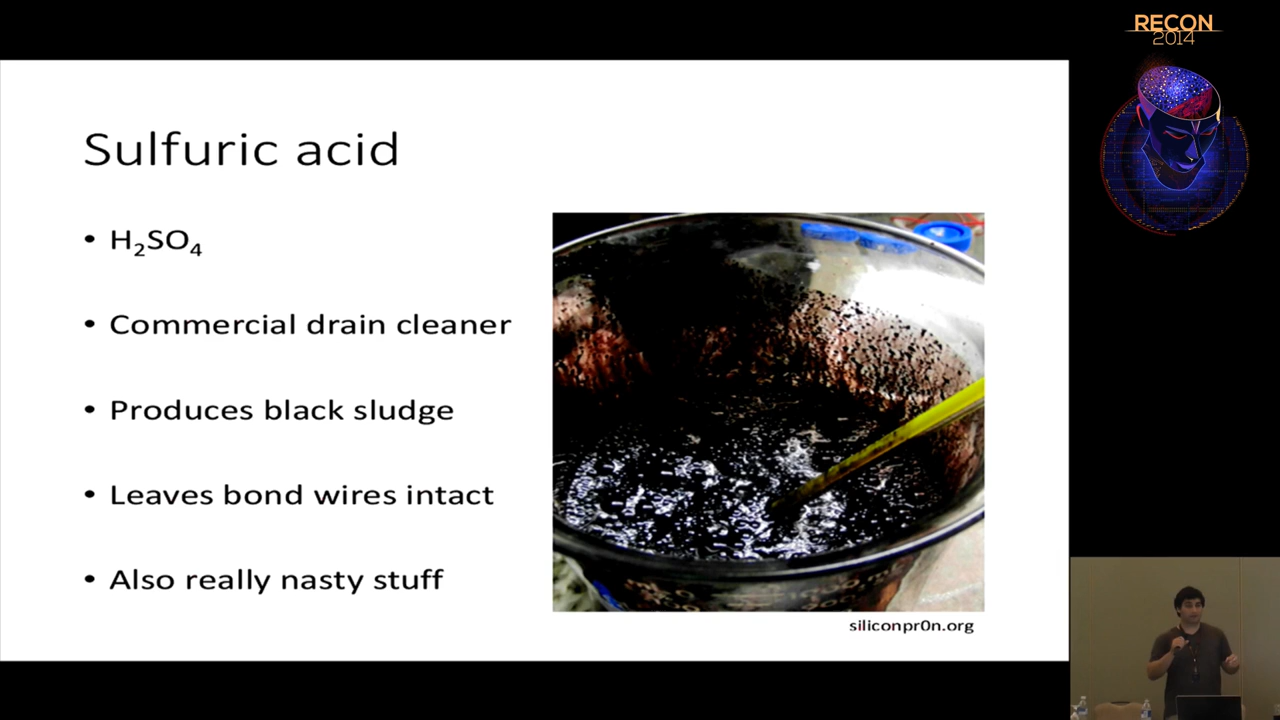 RECON
2014
Sulfuric acid
• H₂SO₄
• Commercial drain cleaner
• Produces black sludge
• Leaves bond wires intact
• Also really nasty stuff
siliconpr0n.org